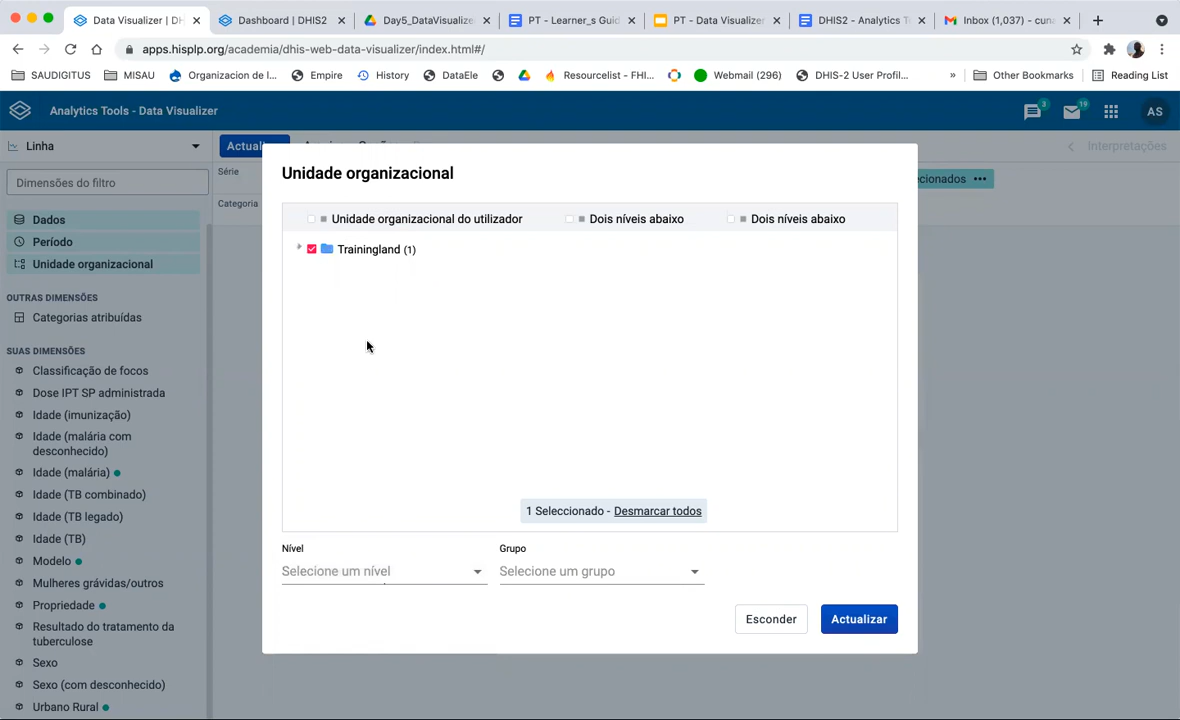 Data Visualizer | DH
Dashboard | DHIS2
Day5_DataVisualize
PT - Learner_s Guid
PT - Data Visualizer
DHIS2 - Analytics T
Inbox (1,037) - cuna
apps.hisplp.org/academia/dhis-web-data-visualizer/index.html#/
SAUDIGITUS
MISAU
Organizacion de I...
Empire
History
DataEle
Resourcelist - FHI...
Webmail (296)
DHIS-2 User Profil...
»
Other Bookmarks
Reading List
Analytics Tools - Data Visualizer
3
19
AS
Linha
Actuali
Interpretações
Dimensões do filtro
Série
ecionados •••
Categoria
Dados
Período
Unidade organizacional
OUTRAS DIMENSÕES
Categorias atribuídas
SUAS DIMENSÕES
Classificação de focos
Dose IPT SP administrada
Idade (imunização)
Idade (malária com
desconhecido)
Idade (malária)
Idade (TB combinado)
Idade (TB legado)
Idade (TB)
Modelo
Mulheres grávidas/outros
Propriedade
Resultado do tratamento da
tuberculose
Sexo
Sexo (com desconhecido)
Urbano Rural
Unidade organizacional
Unidade organizacional do utilizador
Dois níveis abaixo
Dois níveis abaixo
Trainingland (1)
1 Seleccionado - Desmarcar todos
Nível
Grupo
Selecione um nível
Selecione um grupo
Esconder
Actualizar